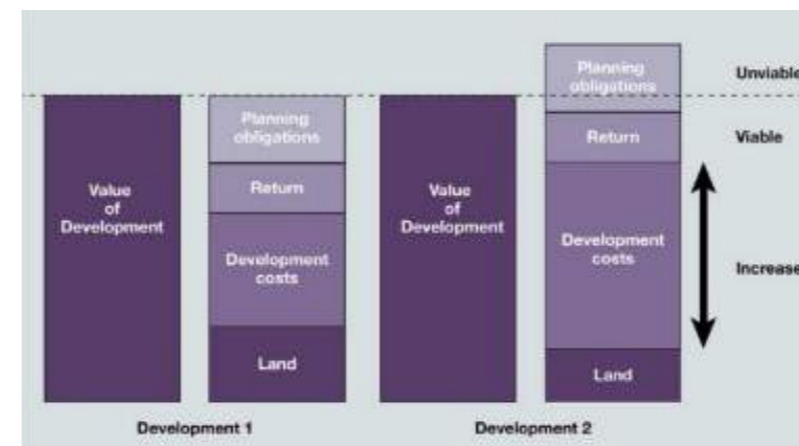 Value
of
Development
Planning
obligations
Return
Development
costs
Land
Value
of
Development
Planning
obligations
Return
Development
costs
Land
Unviable
Viable
Increase
Development 1
Development 2